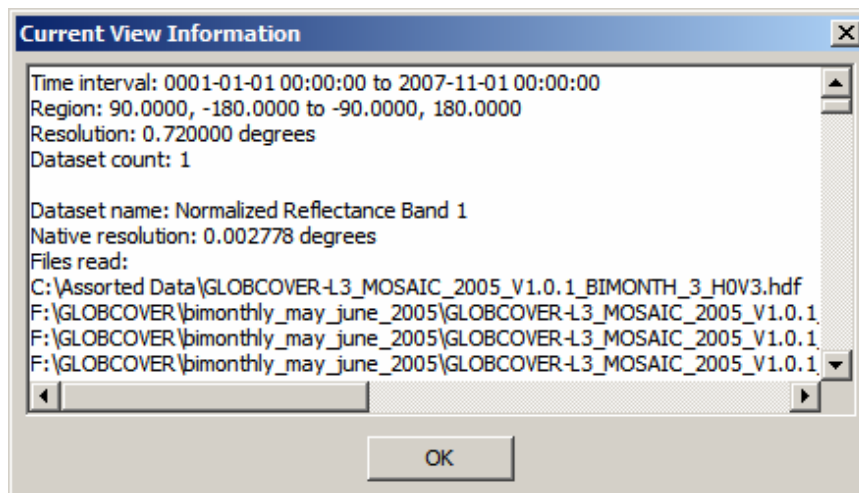 Current View Information
Time interval: 0001-01-01 00:00:00 to 2007-11-01 00:00:00
Region: 90.0000, -180.0000 to -90.0000, 180.0000
Resolution: 0.720000 degrees
Dataset count: 1
Dataset name: Normalized Reflectance Band 1
Native resolution: 0.002778 degrees
Files read:
C:\Assorted Data\GLOBCOVER-L3_MOSAIC_2005_V1.0.1_BIMONTH_3_H0V3.hdf
F:\GLOBCOVER\bimonthly_may_june_2005\GLOBCOVER-L3_MOSAIC_2005_V1.0.1_
F:\GLOBCOVER\bimonthly_may_june_2005\GLOBCOVER-L3_MOSAIC_2005_V1.0.1_
F:\GLOBCOVER\bimonthly_may_june_2005\GLOBCOVER-L3_MOSAIC_2005_V1.0.1_
OK